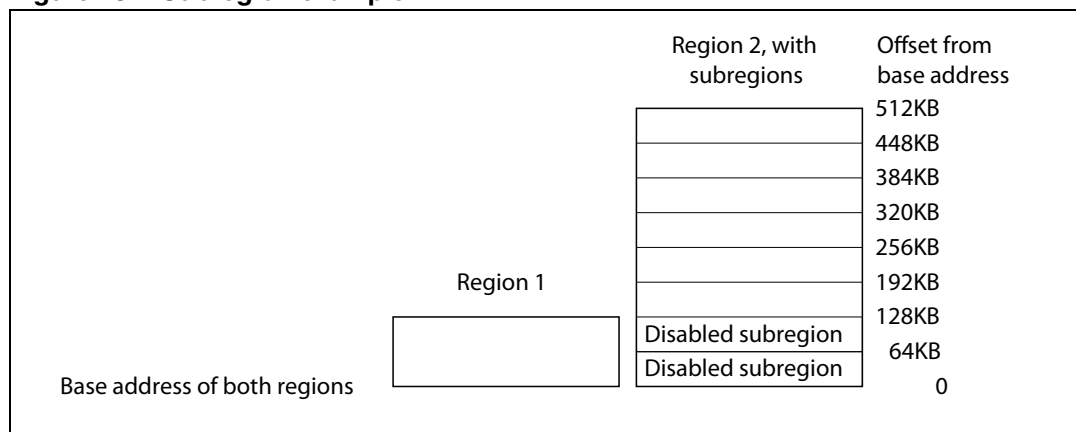 Region 2, with
subregions
Offset from
base address
512KB
448KB
384KB
320KB
256KB
Region 1
192KB
128KB
Disabled subregion
64KB
Disabled subregion
Base address of both regions
0